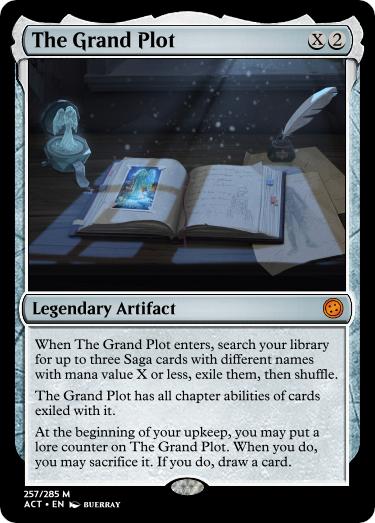 The Grand Plot X 2
Legendary Artifact
When The Grand Plot enters, search your library
for up to three Saga cards with different names
with mana value X or less, exile them, then shuffle.
The Grand Plot has all chapter abilities of cards
exiled with it.
At the beginning of your upkeep, you may put a
lore counter on The Grand Plot. When you do,
you may sacrifice it. If you do, draw a card.
257/285 M
ACT • EN BUERRAY